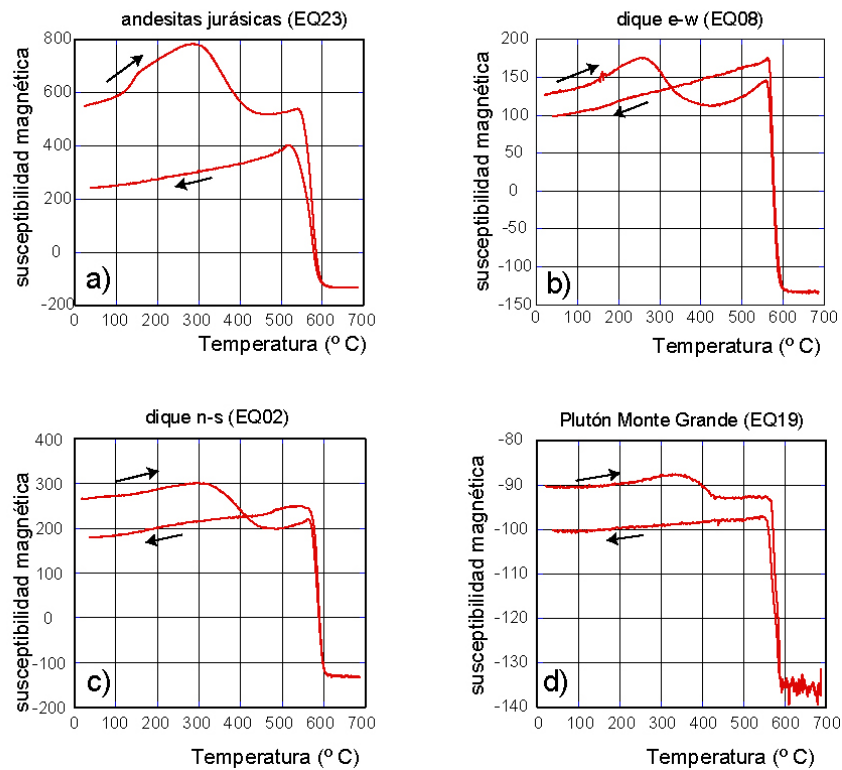 andesitas jurásicas (EQ23)
800
600
400
200
0
-200
susceptibilidad magnética
a)
0 100 200 300 400 500 600 700
Temperatura (º C)
dique e-w (EQ08)
200
150
100
50
0
-50
-100
-150
susceptibilidad magnética
b)
0 100 200 300 400 500 600 700
Temperatura (º C)
dique n-s (EQ02)
400
300
200
100
0
-100
-200
susceptibilidad magnética
c)
0 100 200 300 400 500 600 700
Temperatura (º C)
Plutón Monte Grande (EQ19)
-80
-90
-100
-110
-120
-130
-140
susceptibilidad magnética
d)
0 100 200 300 400 500 600 700
Temperatura (º C)